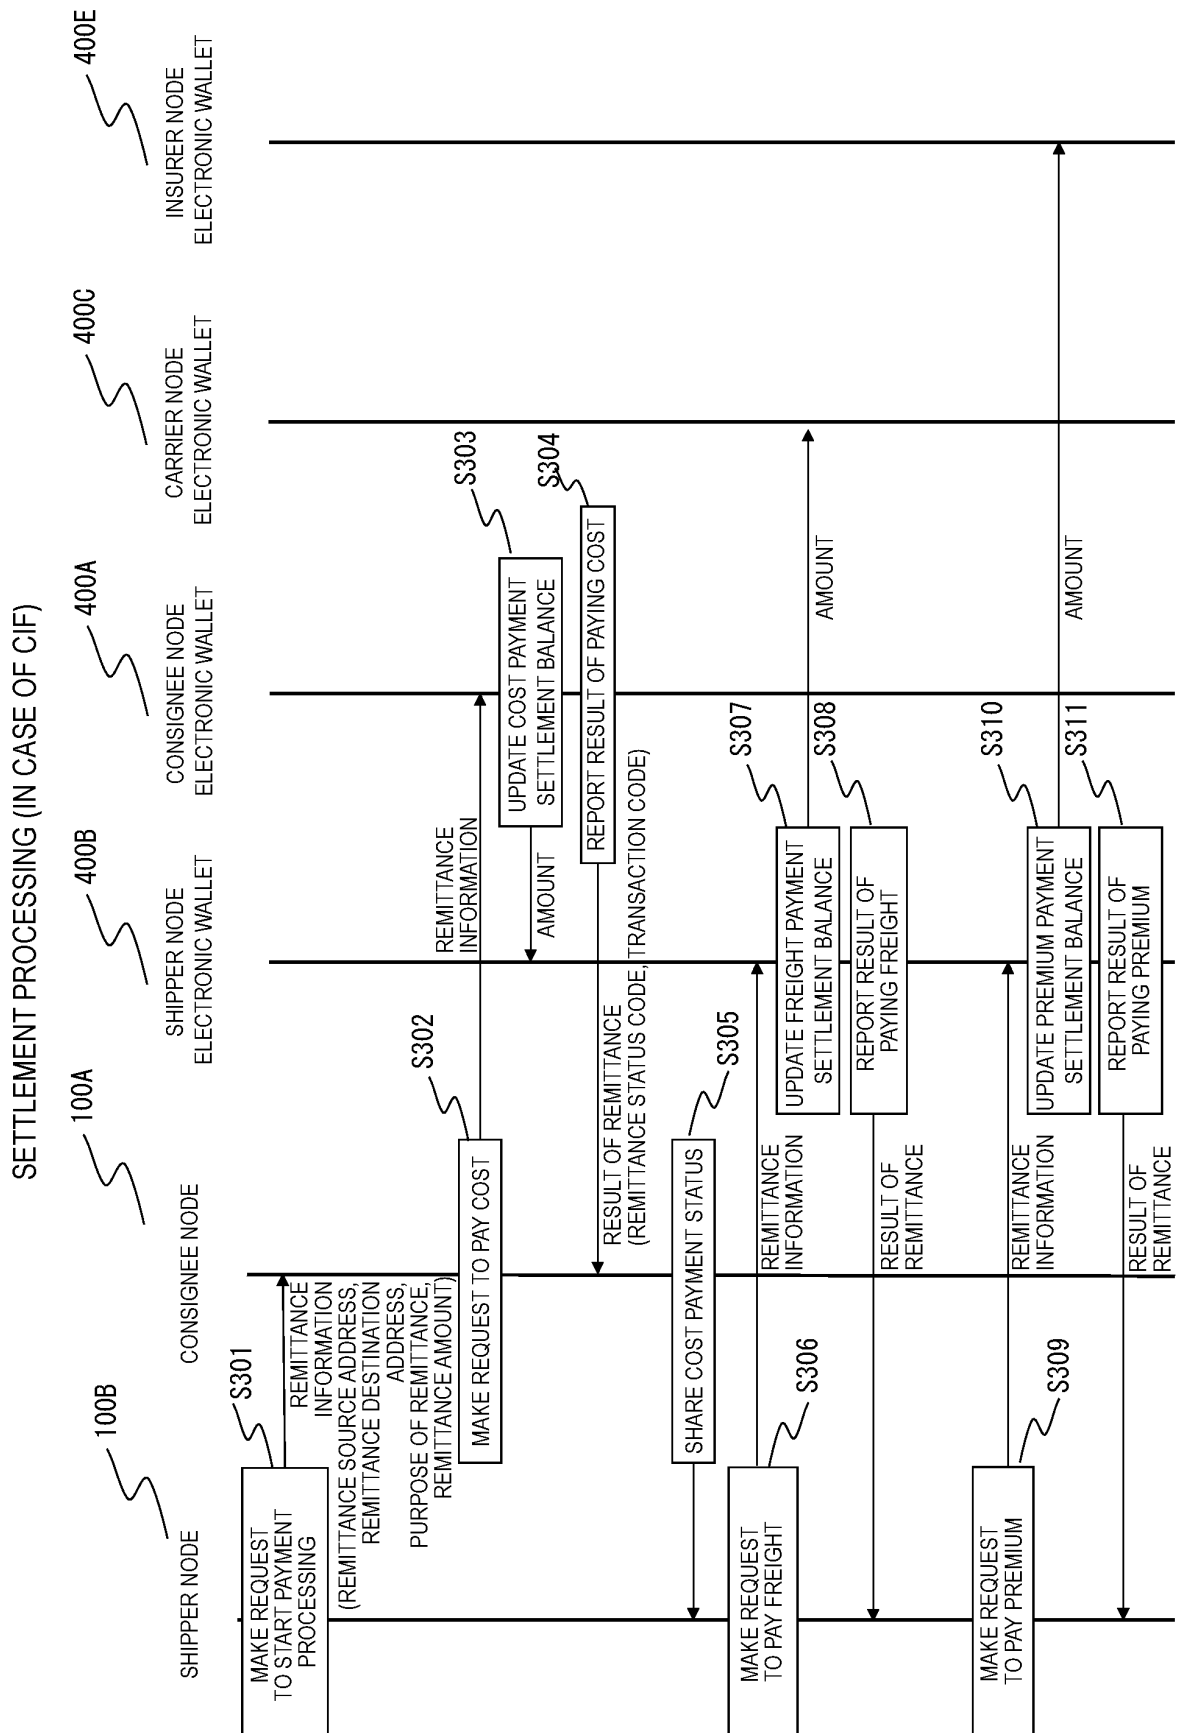 SETTLEMENT PROCESSING (IN CASE OF CIF)
100B
SHIPPER NODE
100A
CONSIGNEE NODE
400B
SHIPPER NODE
ELECTRONIC WALLET
400A
CONSIGNEE NODE
ELECTRONIC WALLET
400C
CARRIER NODE
ELECTRONIC WALLET
400E
INSURER NODE
ELECTRONIC WALLET
S301
MAKE REQUEST
TO START PAYMENT
PROCESSING
REMITTANCE
INFORMATION
(REMITTANCE SOURCE ADDRESS,
REMITTANCE DESTINATION
ADDRESS,
PURPOSE OF REMITTANCE,
REMITTANCE AMOUNT)
S302
MAKE REQUEST TO PAY COST
REMITTANCE
INFORMATION
S303
UPDATE COST PAYMENT
SETTLEMENT BALANCE
AMOUNT
S304
REPORT RESULT OF PAYING COST
RESULT OF REMITTANCE
(REMITTANCE STATUS CODE, TRANSACTION CODE)
S305
SHARE COST PAYMENT STATUS
S306
MAKE REQUEST
TO PAY FREIGHT
REMITTANCE
INFORMATION
S307
UPDATE FREIGHT PAYMENT
SETTLEMENT BALANCE
AMOUNT
S308
REPORT RESULT OF
PAYING FREIGHT
RESULT OF
REMITTANCE
S309
MAKE REQUEST
TO PAY PREMIUM
REMITTANCE
INFORMATION
S310
UPDATE PREMIUM PAYMENT
SETTLEMENT BALANCE
AMOUNT
S311
REPORT RESULT OF
PAYING PREMIUM
RESULT OF
REMITTANCE